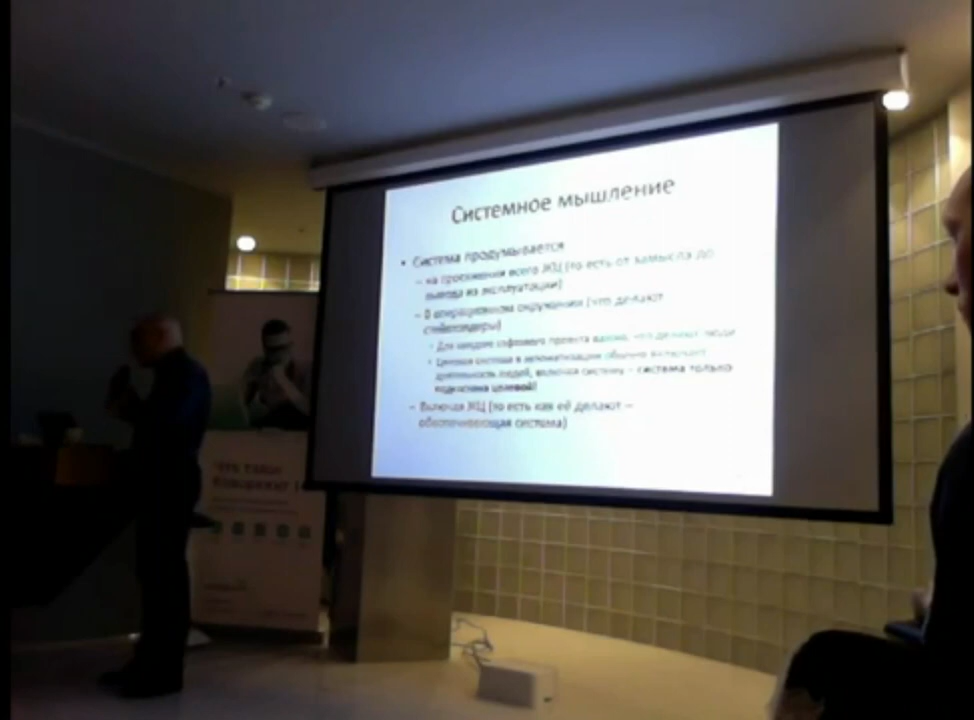 Системное мышление
• Система продумывается
– на протяжении всего ЖЦ (то есть от замысла до
вывода из эксплуатации)
– В операционном окружении (что делают
стейкхолдеры)
• Для каждого софтового проекта важно, что делают люди
• Целевая система в автоматизации обычно включает
деятельность людей, включая систему – система только
подсистема целевой!
– Включая ЖЦ (то есть как её делают –
обеспечивающая система)
Что такое